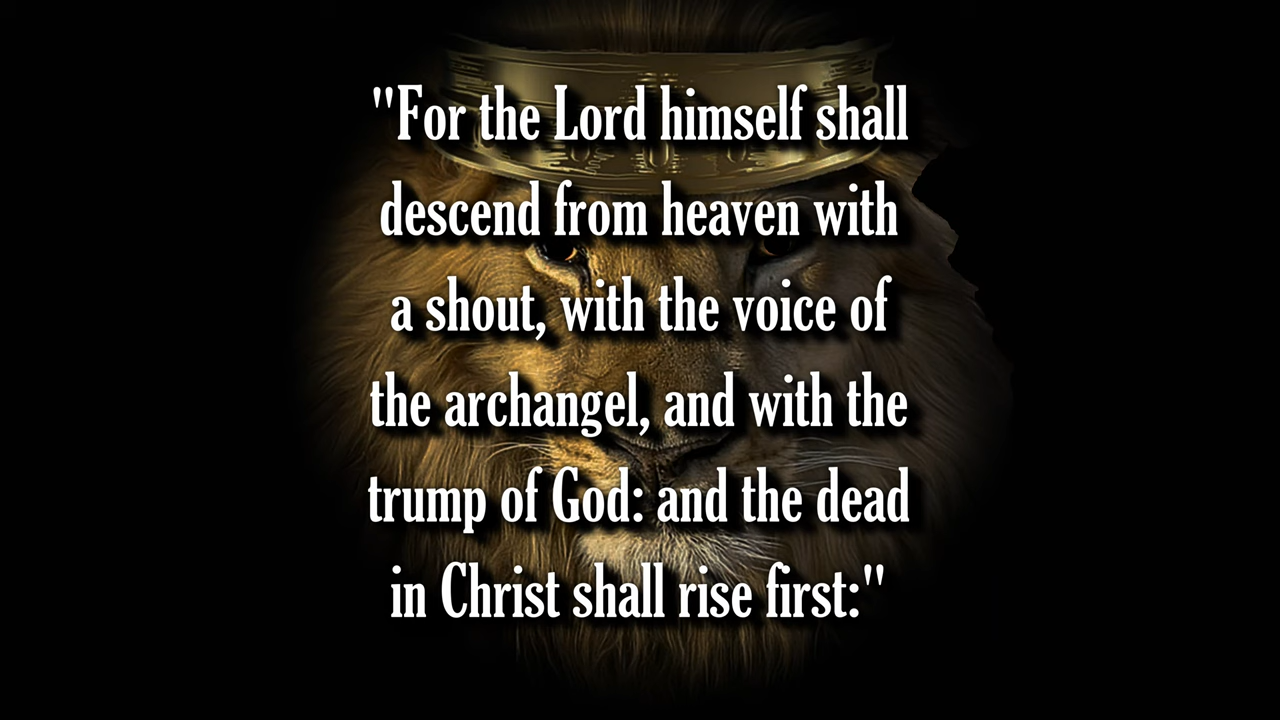 "For the Lord himself shall
descend from heaven with
a shout, with the voice of
the archangel, and with the
trump of God: and the dead
in Christ shall rise first:"